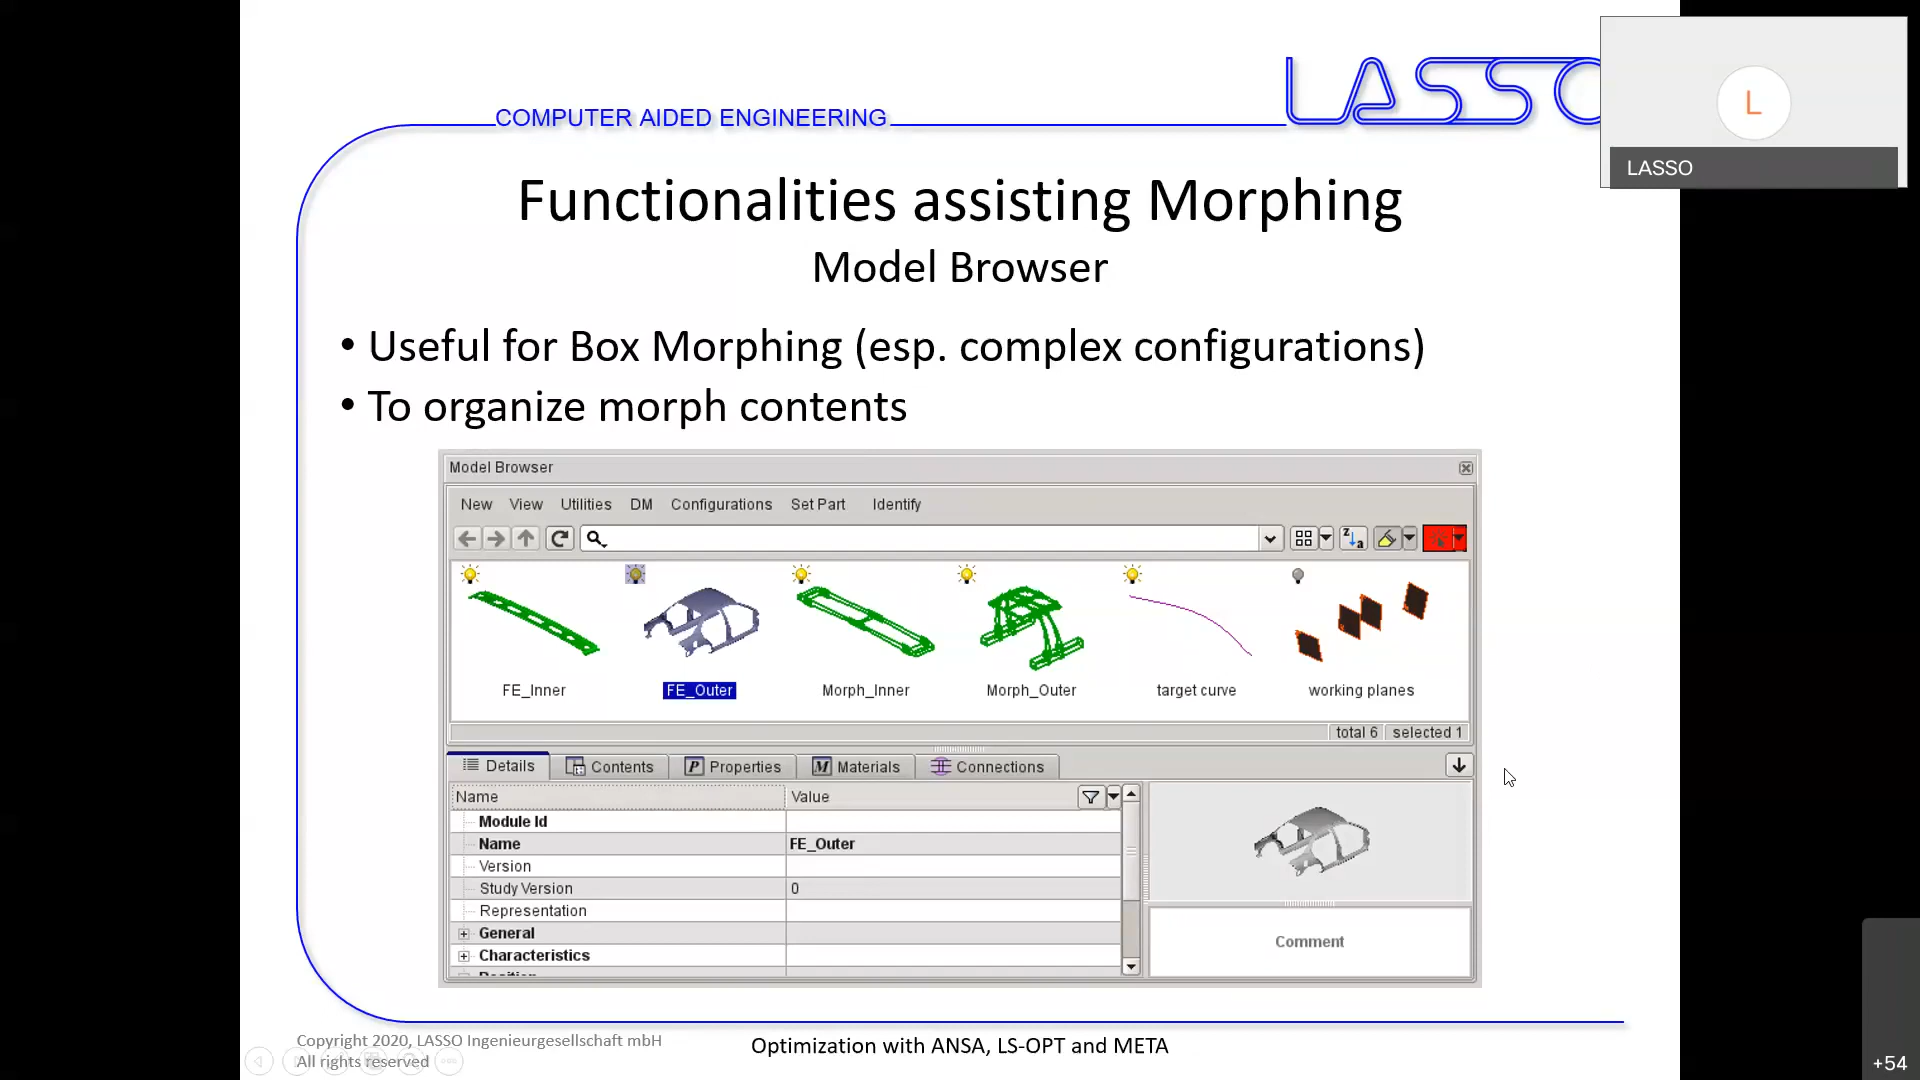 LASSO
L
LASSO
COMPUTER AIDED ENGINEERING
Functionalities assisting Morphing
Model Browser
• Useful for Box Morphing (esp. complex configurations)
• To organize morph contents
Model Browser
New View Utilities DM Configurations Set Part Identify
FE_Inner FE_Outer Morph_Inner Morph_Outer target curve working planes
total 6 selected 1
Details Contents Properties Materials Connections
Name Value
Module Id
Name FE_Outer
Version
Study Version 0
Representation
General
Characteristics
Comment
Copyright 2020, LASSO Ingenieurgesellschaft mbH
All rights reserved
Optimization with ANSA, LS-OPT and META
+54